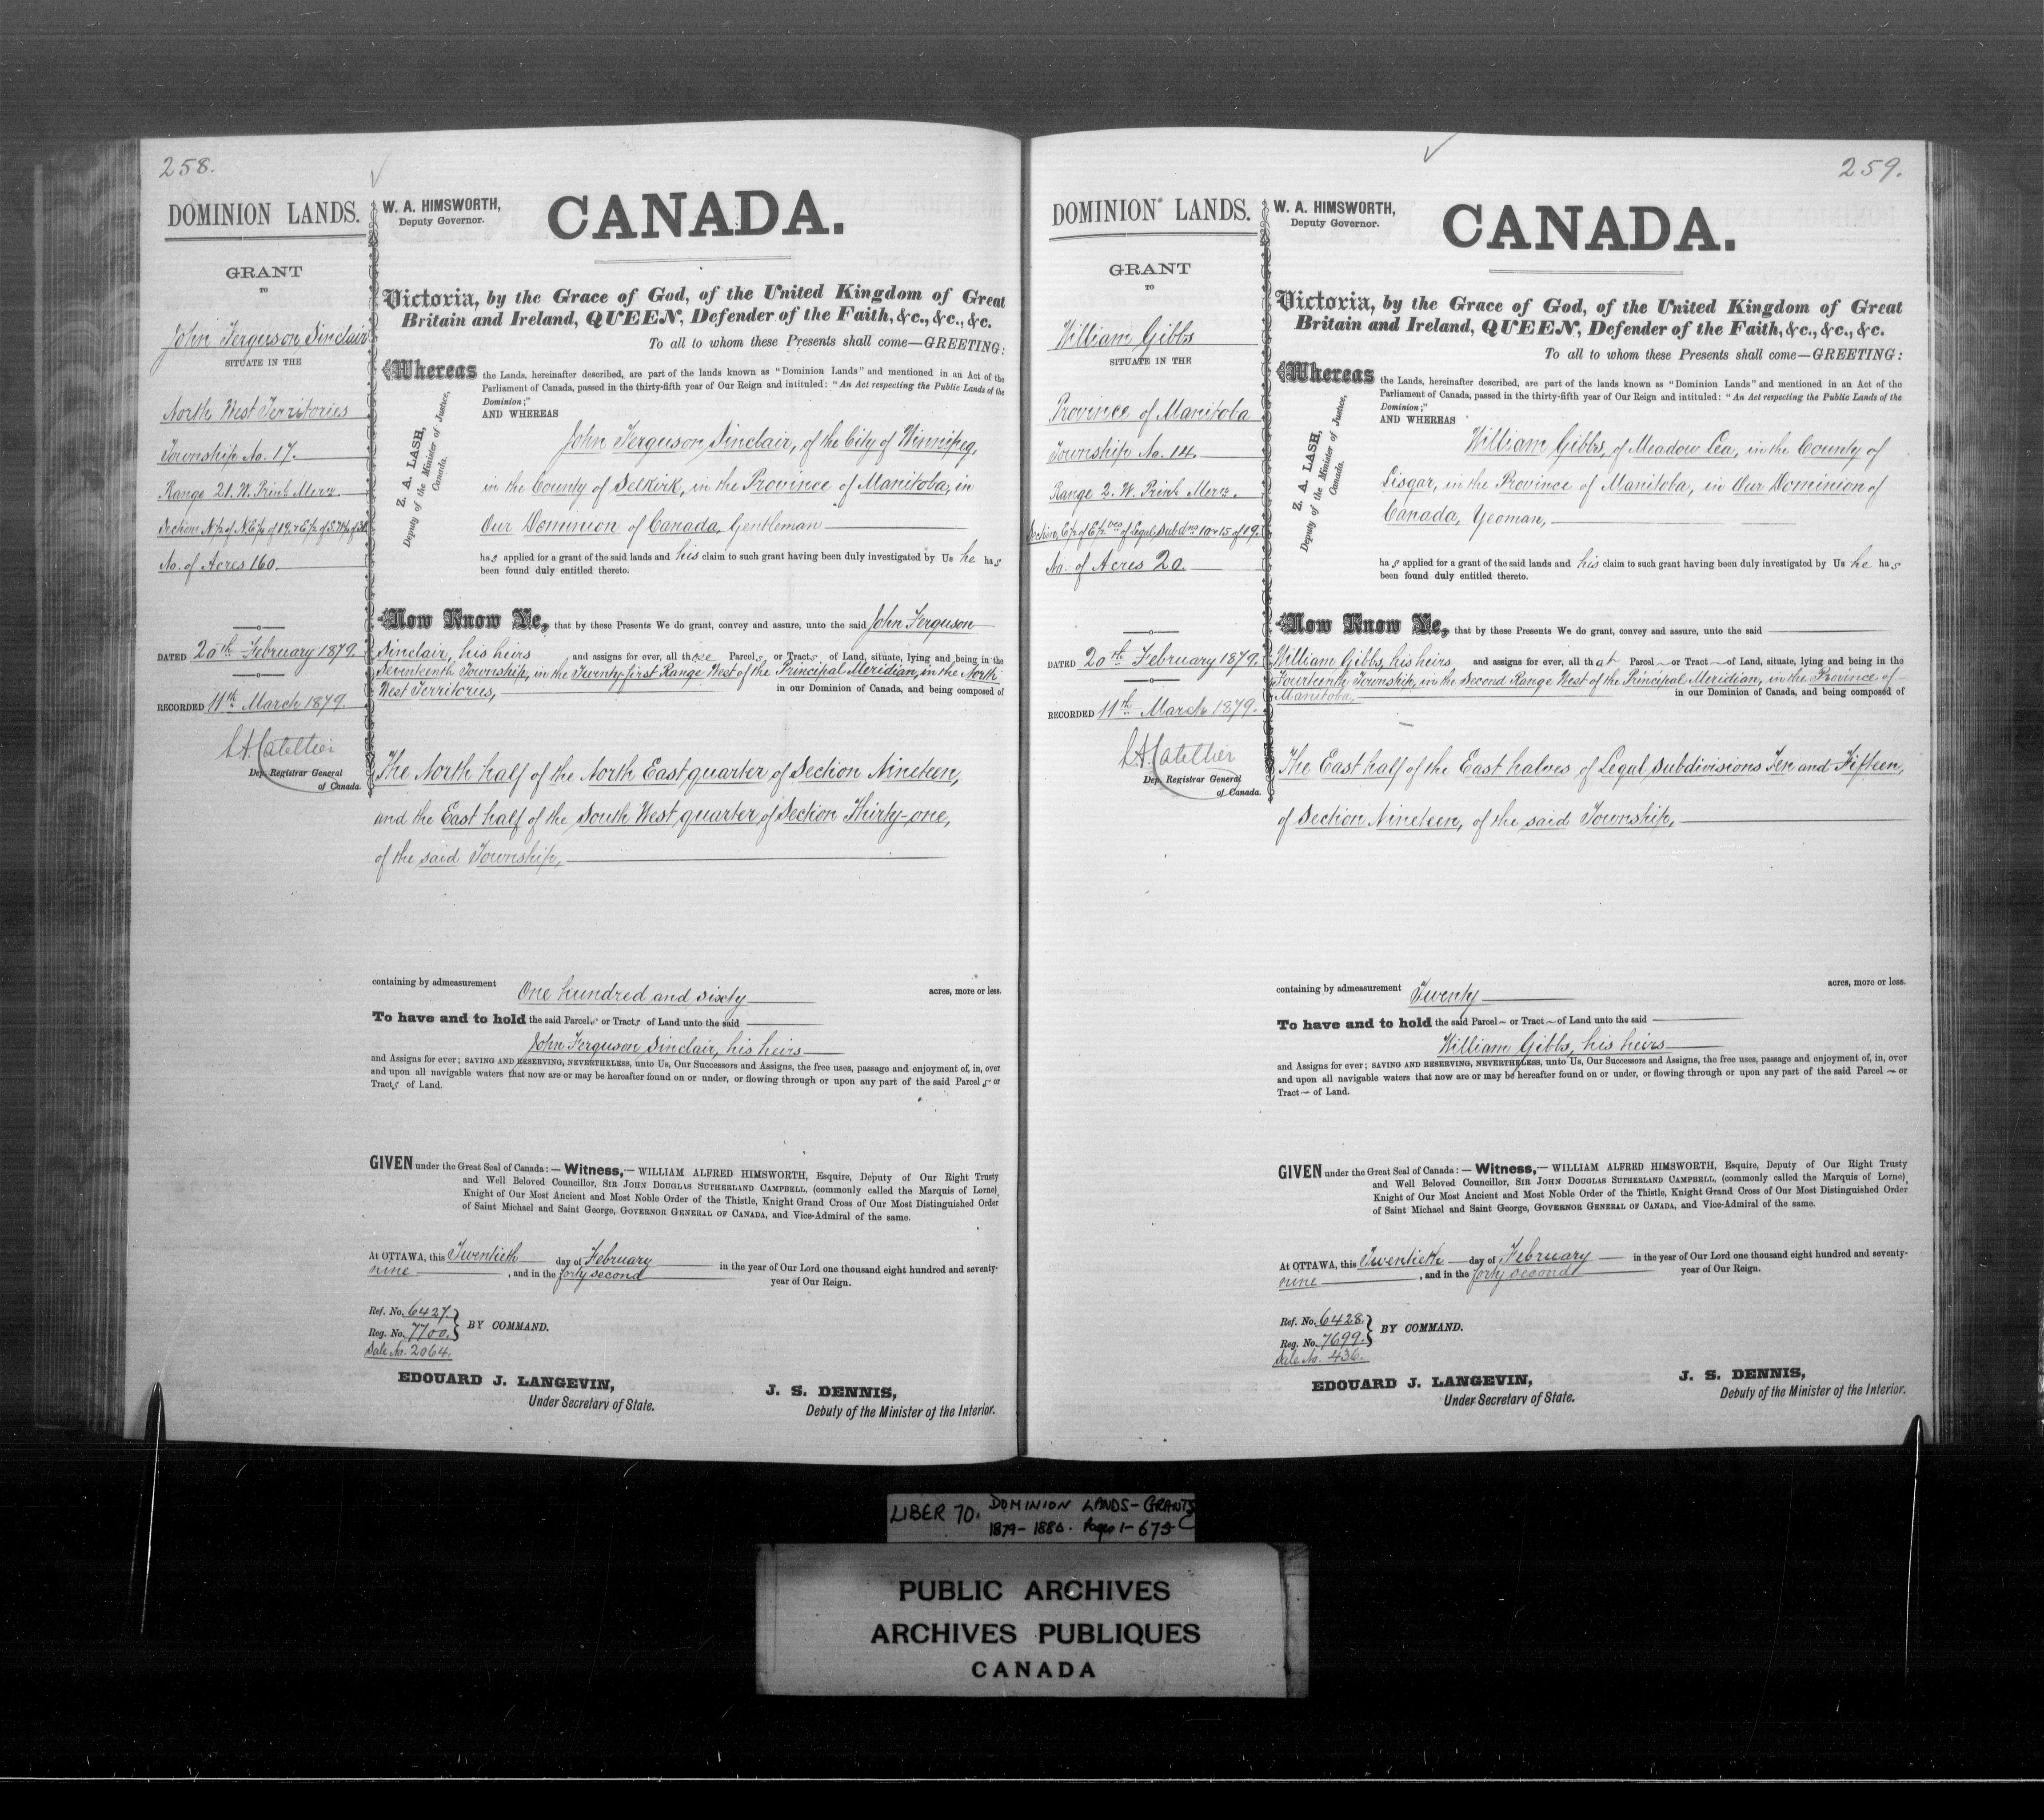 258.
DOMINION LANDS.
GRANT
TO
John Ferguson Sinclair
SITUATE IN THE
North West Territories
Township No. 17.
Range 21. W. Prin! Mern.
Section N½ of N.E¼ of 19, & E½ of S.W¼ of 31.
No. of Acres 160.
DATED 20th February 1879.
RECORDED 11th March 1879.
Dep. Registrar General
of Canada.
W. A. HIMSWORTH,
Deputy Governor.
CANADA.
Victoria, by the Grace of God, of the United Kingdom of Great
Britain and Ireland, QUEEN, Defender of the Faith, &c., &c., &c.
To all to whom these Presents shall come—GREETING:
Whereas the Lands, hereinafter described, are part of the lands known as "Dominion Lands" and mentioned in an Act of the
Parliament of Canada, passed in the thirty-fifth year of Our Reign and intituled: "An Act respecting the Public Lands of the
Dominion;"
AND WHEREAS
Z. A. LASH,
Deputy of the Minister of Justice,
Canada.
John Ferguson Sinclair, of the City of Winnipeg,
in the County of Selkirk, in the Province of Manitoba, in
Our Dominion of Canada, Gentleman
has applied for a grant of the said lands and his claim to such grant having been duly investigated by Us he has
been found duly entitled thereto.
Now Know Ye, that by these Presents We do grant, convey and assure, unto the said John Ferguson
Sinclair, his heirs and assigns for ever, all those Parcels or Tracts of Land, situate, lying and being in the
Seventeenth Township, in the Twenty-first Range West of the Principal Meridian, in the North
West Territories, in our Dominion of Canada, and being composed of
The North half of the North East quarter of Section Nineteen,
and the East half of the South West quarter of Section Thirty-one,
of the said Township,
containing by admeasurement One hundred and sixty acres, more or less.
To have and to hold the said Parcels or Tracts of Land unto the said
John Ferguson Sinclair, his heirs
and Assigns for ever; SAVING AND RESERVING, NEVERTHELESS, unto Us, Our Successors and Assigns, the free uses, passage and enjoyment of, in, over
and upon all navigable waters that now are or may be hereafter found on or under, or flowing through or upon any part of the said Parcels or
Tracts of Land.
GIVEN under the Great Seal of Canada:—Witness,—WILLIAM ALFRED HIMSWORTH, Esquire, Deputy of Our Right Trusty
and Well Beloved Councillor, SIR JOHN DOUGLAS SUTHERLAND CAMPBELL, (commonly called the Marquis of Lorne),
Knight of Our Most Ancient and Most Noble Order of the Thistle, Knight Grand Cross of Our Most Distinguished Order
of Saint Michael and Saint George, GOVERNOR GENERAL OF CANADA, and Vice-Admiral of the same.
At OTTAWA, this Twentieth day of February in the year of Our Lord one thousand eight hundred and seventy-
nine, and in the forty second year of Our Reign.
Ref. No. 6427.
Reg. No. 7700. BY COMMAND.
Sale No. 2064.
EDOUARD J. LANGEVIN,
Under Secretary of State.
J. S. DENNIS,
Deputy of the Minister of the Interior.
259.
DOMINION LANDS.
GRANT
TO
William Gibbs
SITUATE IN THE
Province of Manitoba
Township No. 14.
Range 2. W. Prin! Mern.
Section, E½ of E½ves of Legal Subdns 10 & 15 of 19.
No. of Acres 20.
DATED 20th February 1879.
RECORDED 11th March 1879.
Dep. Registrar General
of Canada.
W. A. HIMSWORTH,
Deputy Governor.
CANADA.
Victoria, by the Grace of God, of the United Kingdom of Great
Britain and Ireland, QUEEN, Defender of the Faith, &c., &c., &c.
To all to whom these Presents shall come—GREETING:
Whereas the Lands, hereinafter described, are part of the lands known as "Dominion Lands" and mentioned in an Act of the
Parliament of Canada, passed in the thirty-fifth year of Our Reign and intituled: "An Act respecting the Public Lands of the
Dominion;"
AND WHEREAS
Z. A. LASH,
Deputy of the Minister of Justice,
Canada.
William Gibbs, of Meadow Lea, in the County of
Lisgar, in the Province of Manitoba, in Our Dominion of
Canada, Yeoman,
has applied for a grant of the said lands and his claim to such grant having been duly investigated by Us he has
been found duly entitled thereto.
Now Know Ye, that by these Presents We do grant, convey and assure, unto the said
William Gibbs, his heirs and assigns for ever, all that Parcel or Tract of Land, situate, lying and being in the
Fourteenth Township, in the Second Range West of the Principal Meridian, in the Province of
Manitoba, in our Dominion of Canada, and being composed of
The East half of the East halves of Legal Subdivisions Ten and Fifteen,
of Section Nineteen, of the said Township,
containing by admeasurement Twenty acres, more or less.
To have and to hold the said Parcel or Tract of Land unto the said
William Gibbs, his heirs
and Assigns for ever; SAVING AND RESERVING, NEVERTHELESS, unto Us, Our Successors and Assigns, the free uses, passage and enjoyment of, in, over
and upon all navigable waters that now are or may be hereafter found on or under, or flowing through or upon any part of the said Parcel or
Tract of Land.
GIVEN under the Great Seal of Canada:—Witness,—WILLIAM ALFRED HIMSWORTH, Esquire, Deputy of Our Right Trusty
and Well Beloved Councillor, SIR JOHN DOUGLAS SUTHERLAND CAMPBELL, (commonly called the Marquis of Lorne),
Knight of Our Most Ancient and Most Noble Order of the Thistle, Knight Grand Cross of Our Most Distinguished Order
of Saint Michael and Saint George, GOVERNOR GENERAL OF CANADA, and Vice-Admiral of the same.
At OTTAWA, this Twentieth day of February in the year of Our Lord one thousand eight hundred and seventy-
nine, and in the forty second year of Our Reign.
Ref. No. 6428.
Reg. No. 7699. BY COMMAND.
Sale No. 436.
EDOUARD J. LANGEVIN,
Under Secretary of State.
J. S. DENNIS,
Deputy of the Minister of the Interior.
LIBER 70. DOMINION LANDS-GRANTS
1879-1880. Pages 1-675
PUBLIC ARCHIVES
ARCHIVES PUBLIQUES
CANADA